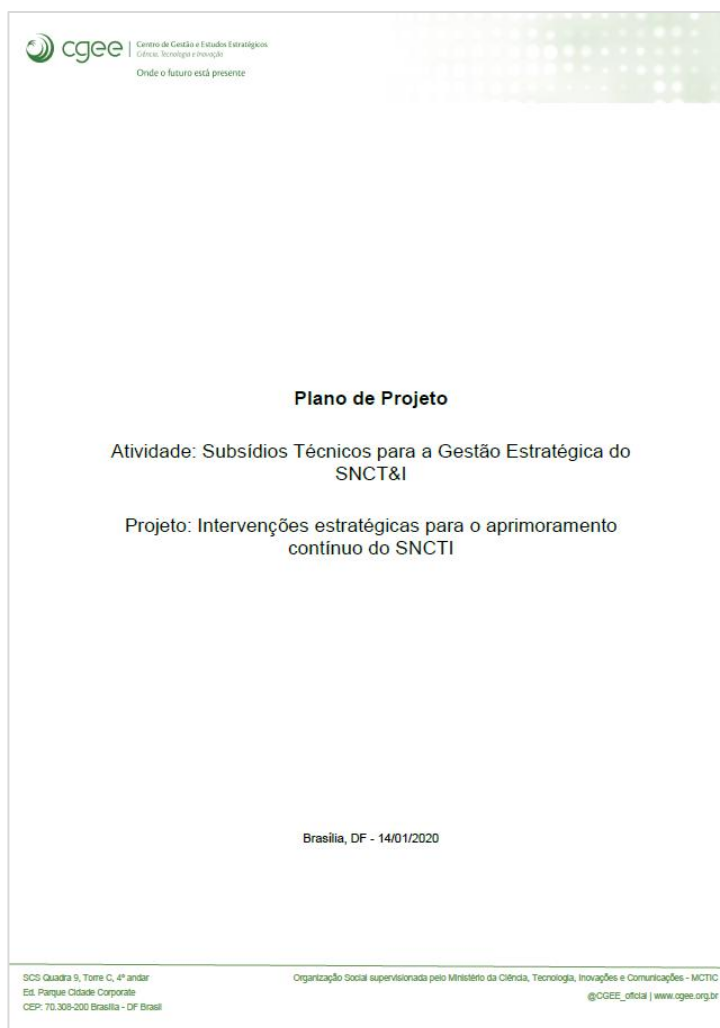 cgee
Centro de Gestão e Estudos Estratégicos
Ciência, Tecnologia e Inovação
Onde o futuro está presente
Plano de Projeto
Atividade: Subsídios Técnicos para a Gestão Estratégica do
SNCT&I
Projeto: Intervenções estratégicas para o aprimoramento
contínuo do SNCTI
Brasília, DF - 14/01/2020
SCS Quadra 9, Torre C, 4º andar
Ed. Parque Cidade Corporate
CEP: 70.308-200 Brasília - DF Brasil
Organização Social supervisionada pelo Ministério da Ciência, Tecnologia, Inovações e Comunicações - MCTIC
@CGEE_oficial | www.cgee.org.br